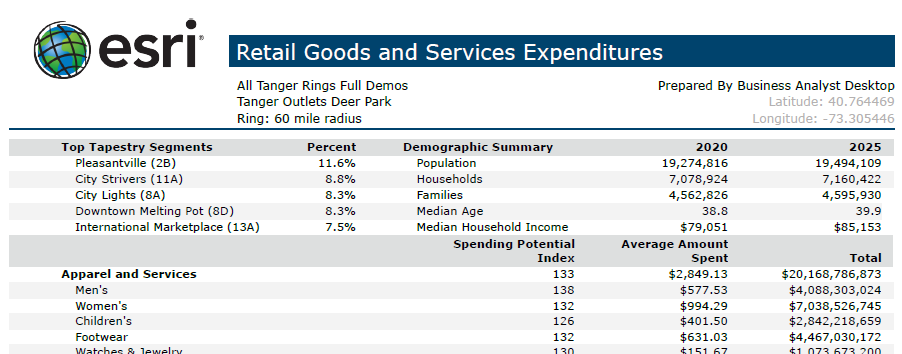 esri®
Retail Goods and Services Expenditures
All Tanger Rings Full Demos Prepared By Business Analyst Desktop
Tanger Outlets Deer Park Latitude: 40.764469
Ring: 60 mile radius Longitude: -73.305446
Top Tapestry Segments Percent Demographic Summary 2020 2025
Pleasantville (2B) 11.6% Population 19,274,816 19,494,109
City Strivers (11A) 8.8% Households 7,078,924 7,160,422
City Lights (8A) 8.3% Families 4,562,826 4,595,930
Downtown Melting Pot (8D) 8.3% Median Age 38.8 39.9
International Marketplace (13A) 7.5% Median Household Income $79,051 $85,153
Spending Potential Average Amount
Index Spent Total
Apparel and Services 133 $2,849.13 $20,168,786,873
Men's 138 $577.53 $4,088,303,024
Women's 132 $994.29 $7,038,526,745
Children's 126 $401.50 $2,842,218,659
Footwear 132 $631.03 $4,467,030,172
Watches & Jewelry 130 $151.67 $1,073,673,200